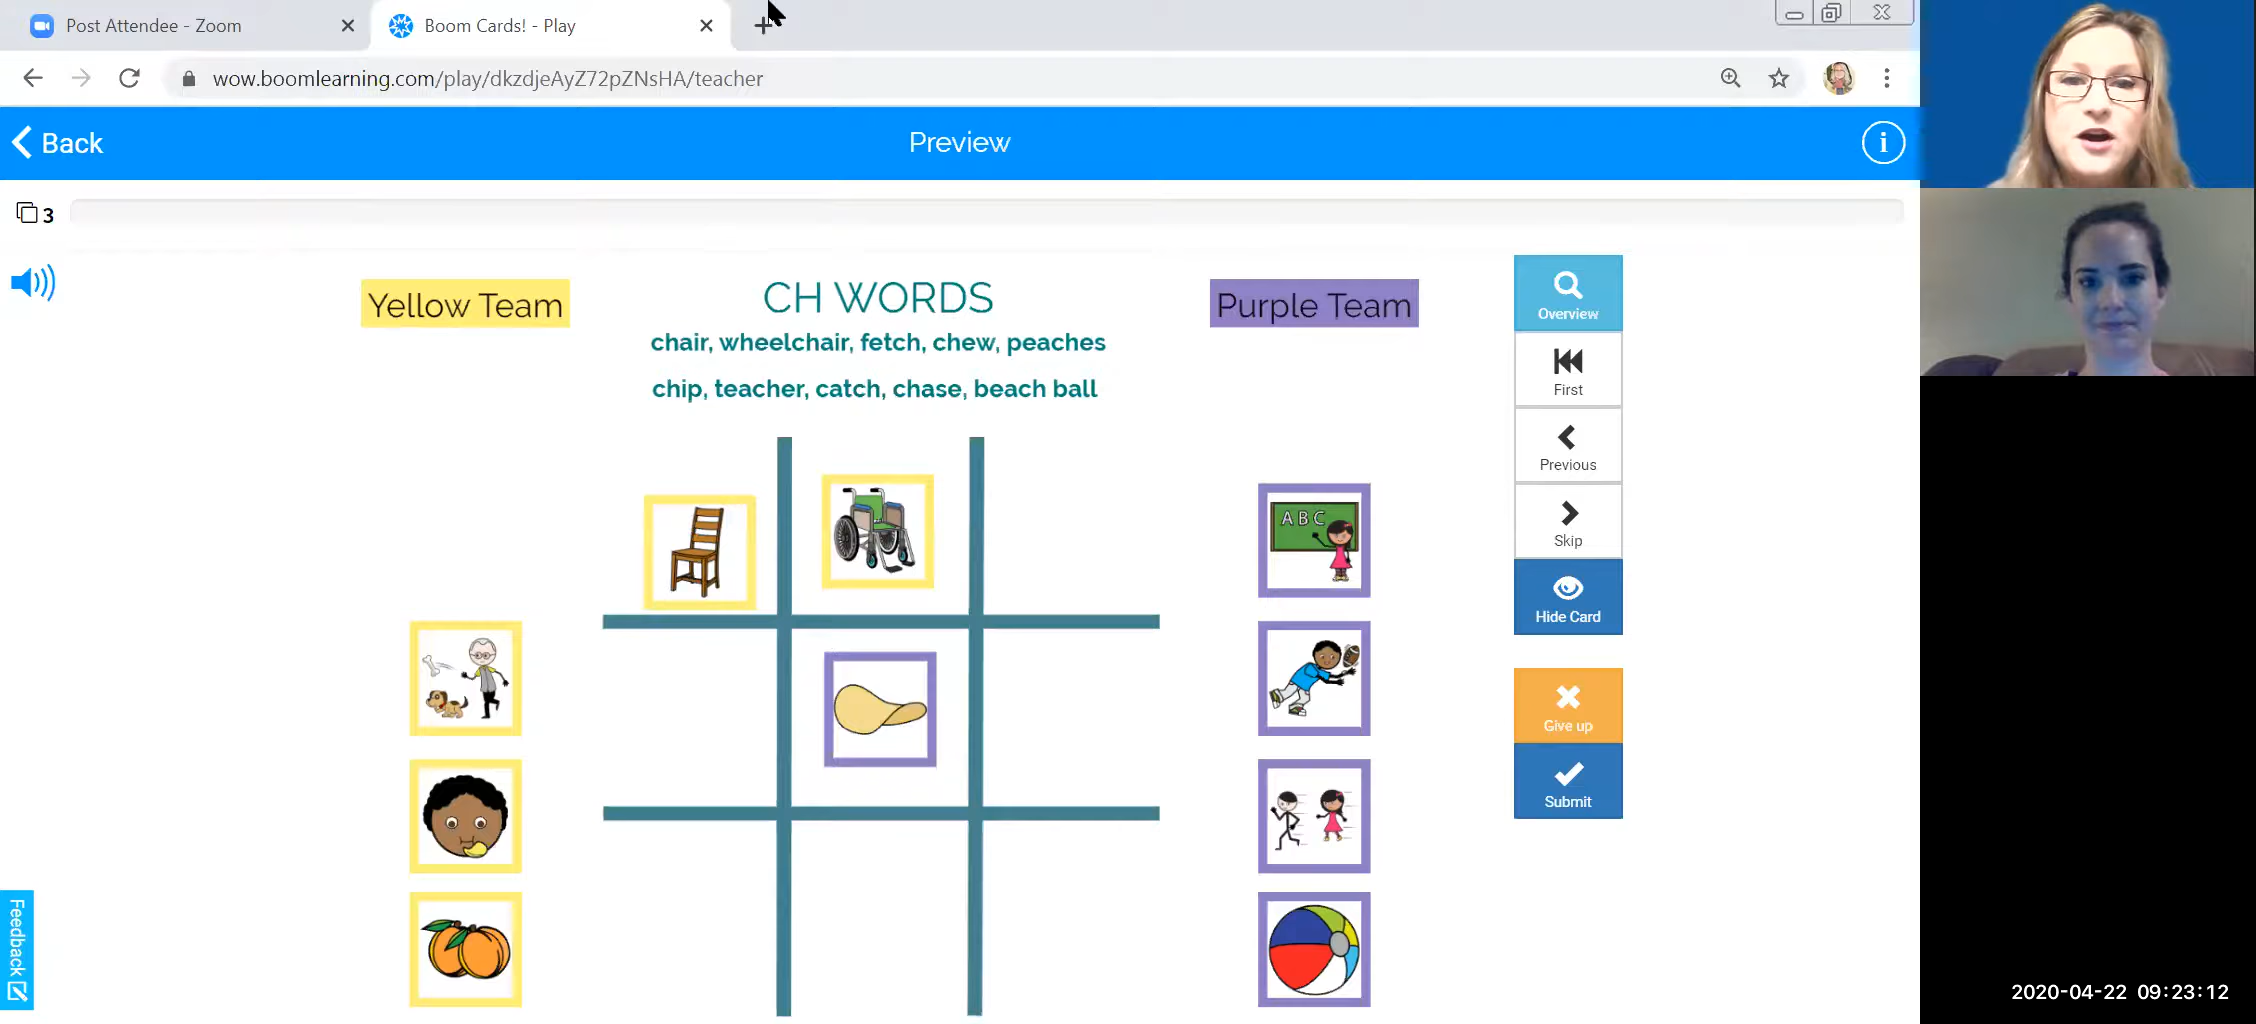 Post Attendee - Zoom
Boom Cards! - Play
wow.boomlearning.com/play/dkzdjeAyZ72pZNsHA/teacher
Back
Preview
i
3
Yellow Team
CH WORDS
Purple Team
chair, wheelchair, fetch, chew, peaches
chip, teacher, catch, chase, beach ball
ABC
Overview
First
Previous
Skip
Hide Card
Give up
Submit
Feedback
2020-04-22 09:23:12